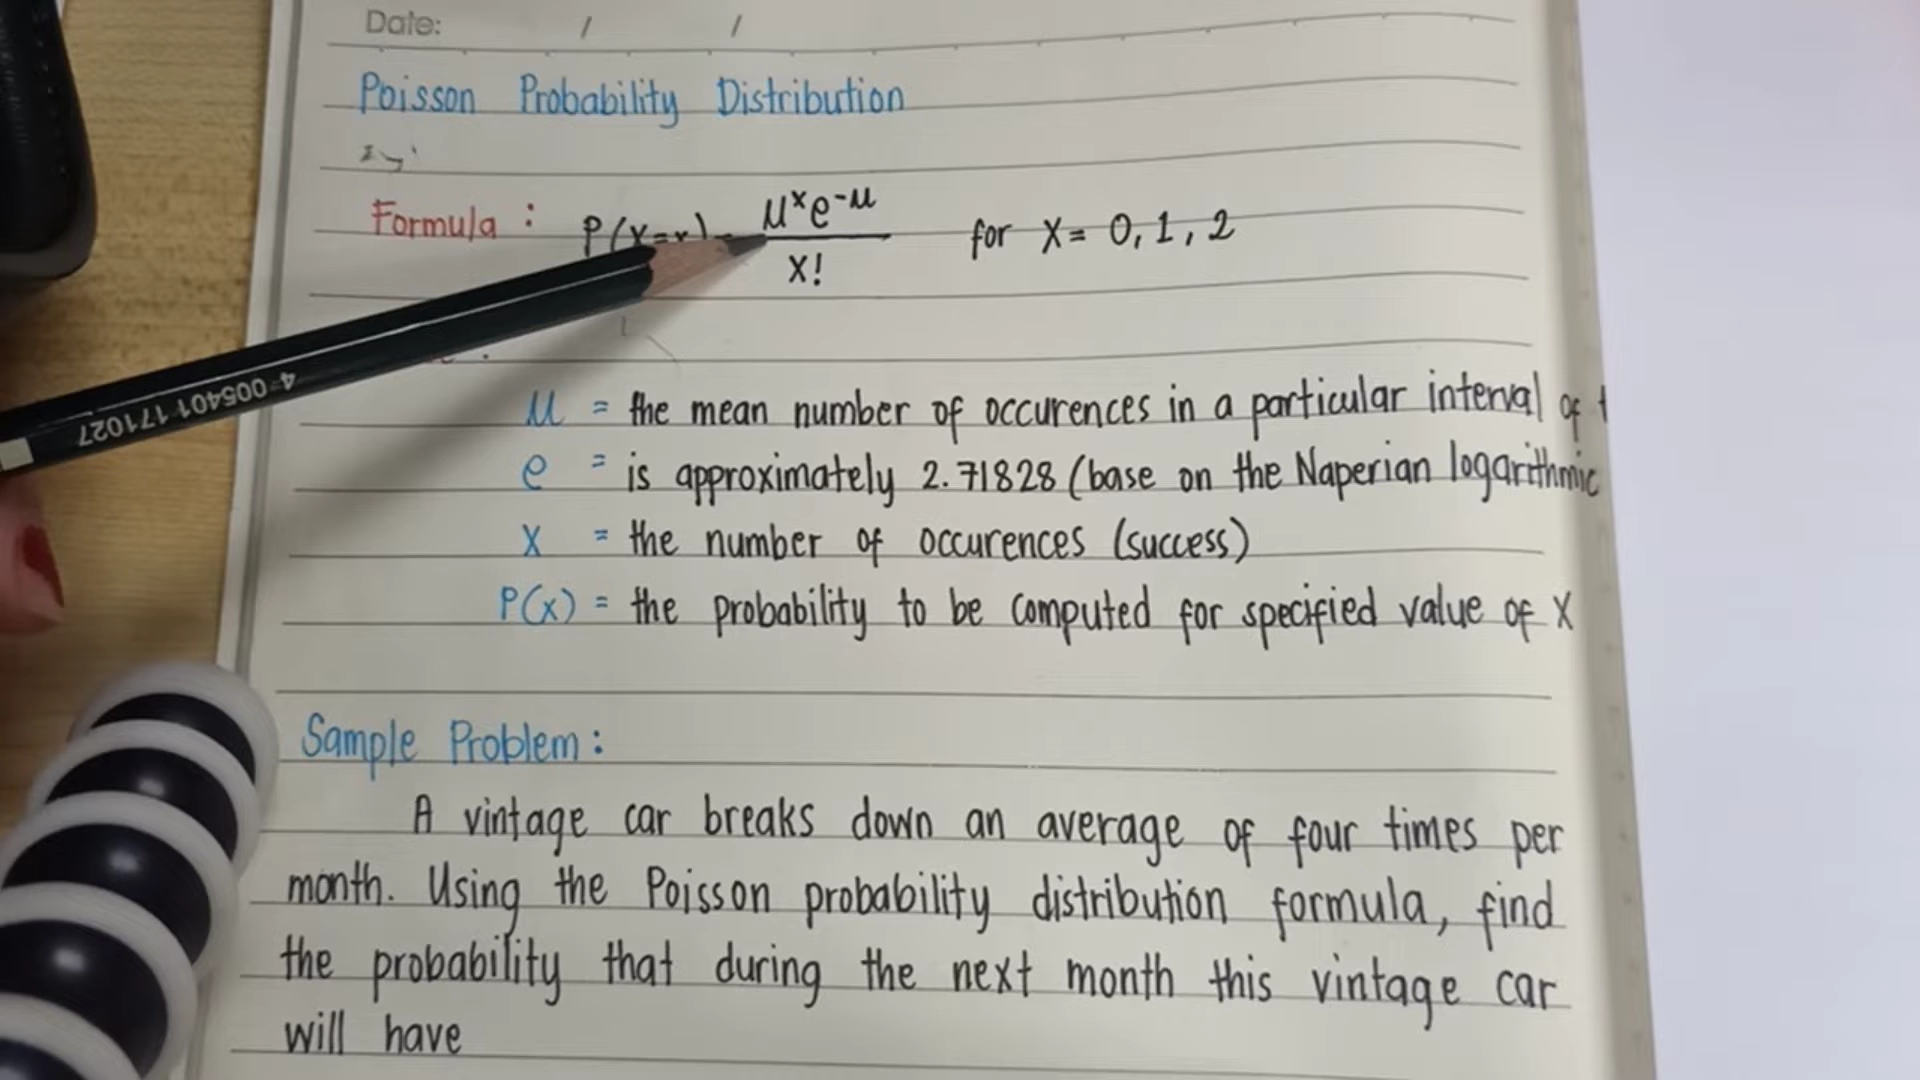 Date: / /
Poisson Probability Distribution
Formula : P(X=x) = μˣe⁻ᵘ / x! for X = 0, 1, 2
μ = the mean number of occurences in a particular interval of
e = is approximately 2.71828 (base on the Naperian logarithmic
X = the number of occurences (success)
P(x) = the probability to be computed for specified value of X
Sample Problem:
A vintage car breaks down an average of four times per
month. Using the Poisson probability distribution formula, find
the probability that during the next month this vintage car
will have
4 005401 171027